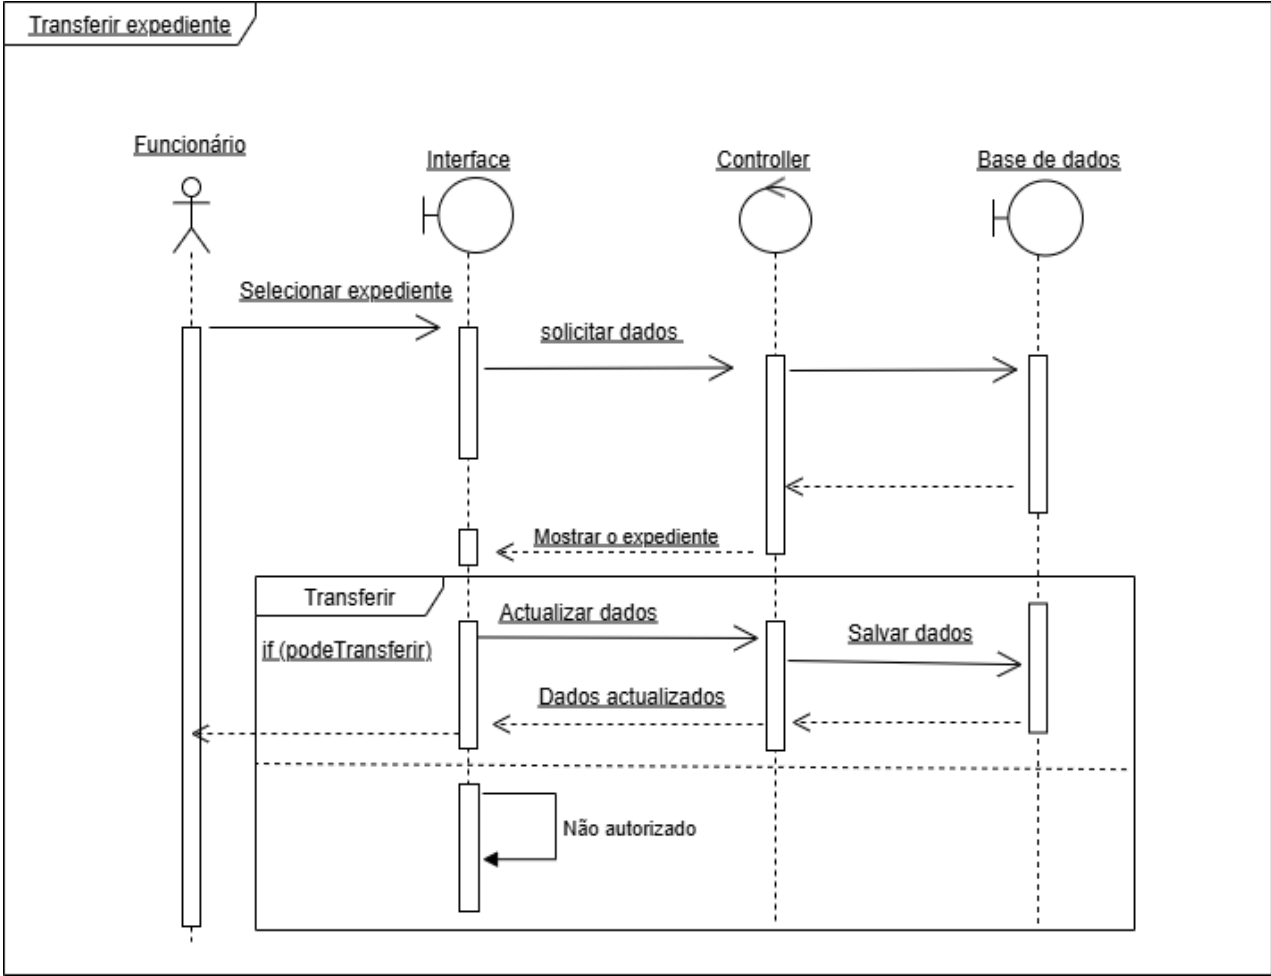 Transferir expediente
Funcionário
Interface
Controller
Base de dados
Selecionar expediente
solicitar dados
Mostrar o expediente
Transferir
Actualizar dados
Salvar dados
if (podeTransferir)
Dados actualizados
Não autorizado